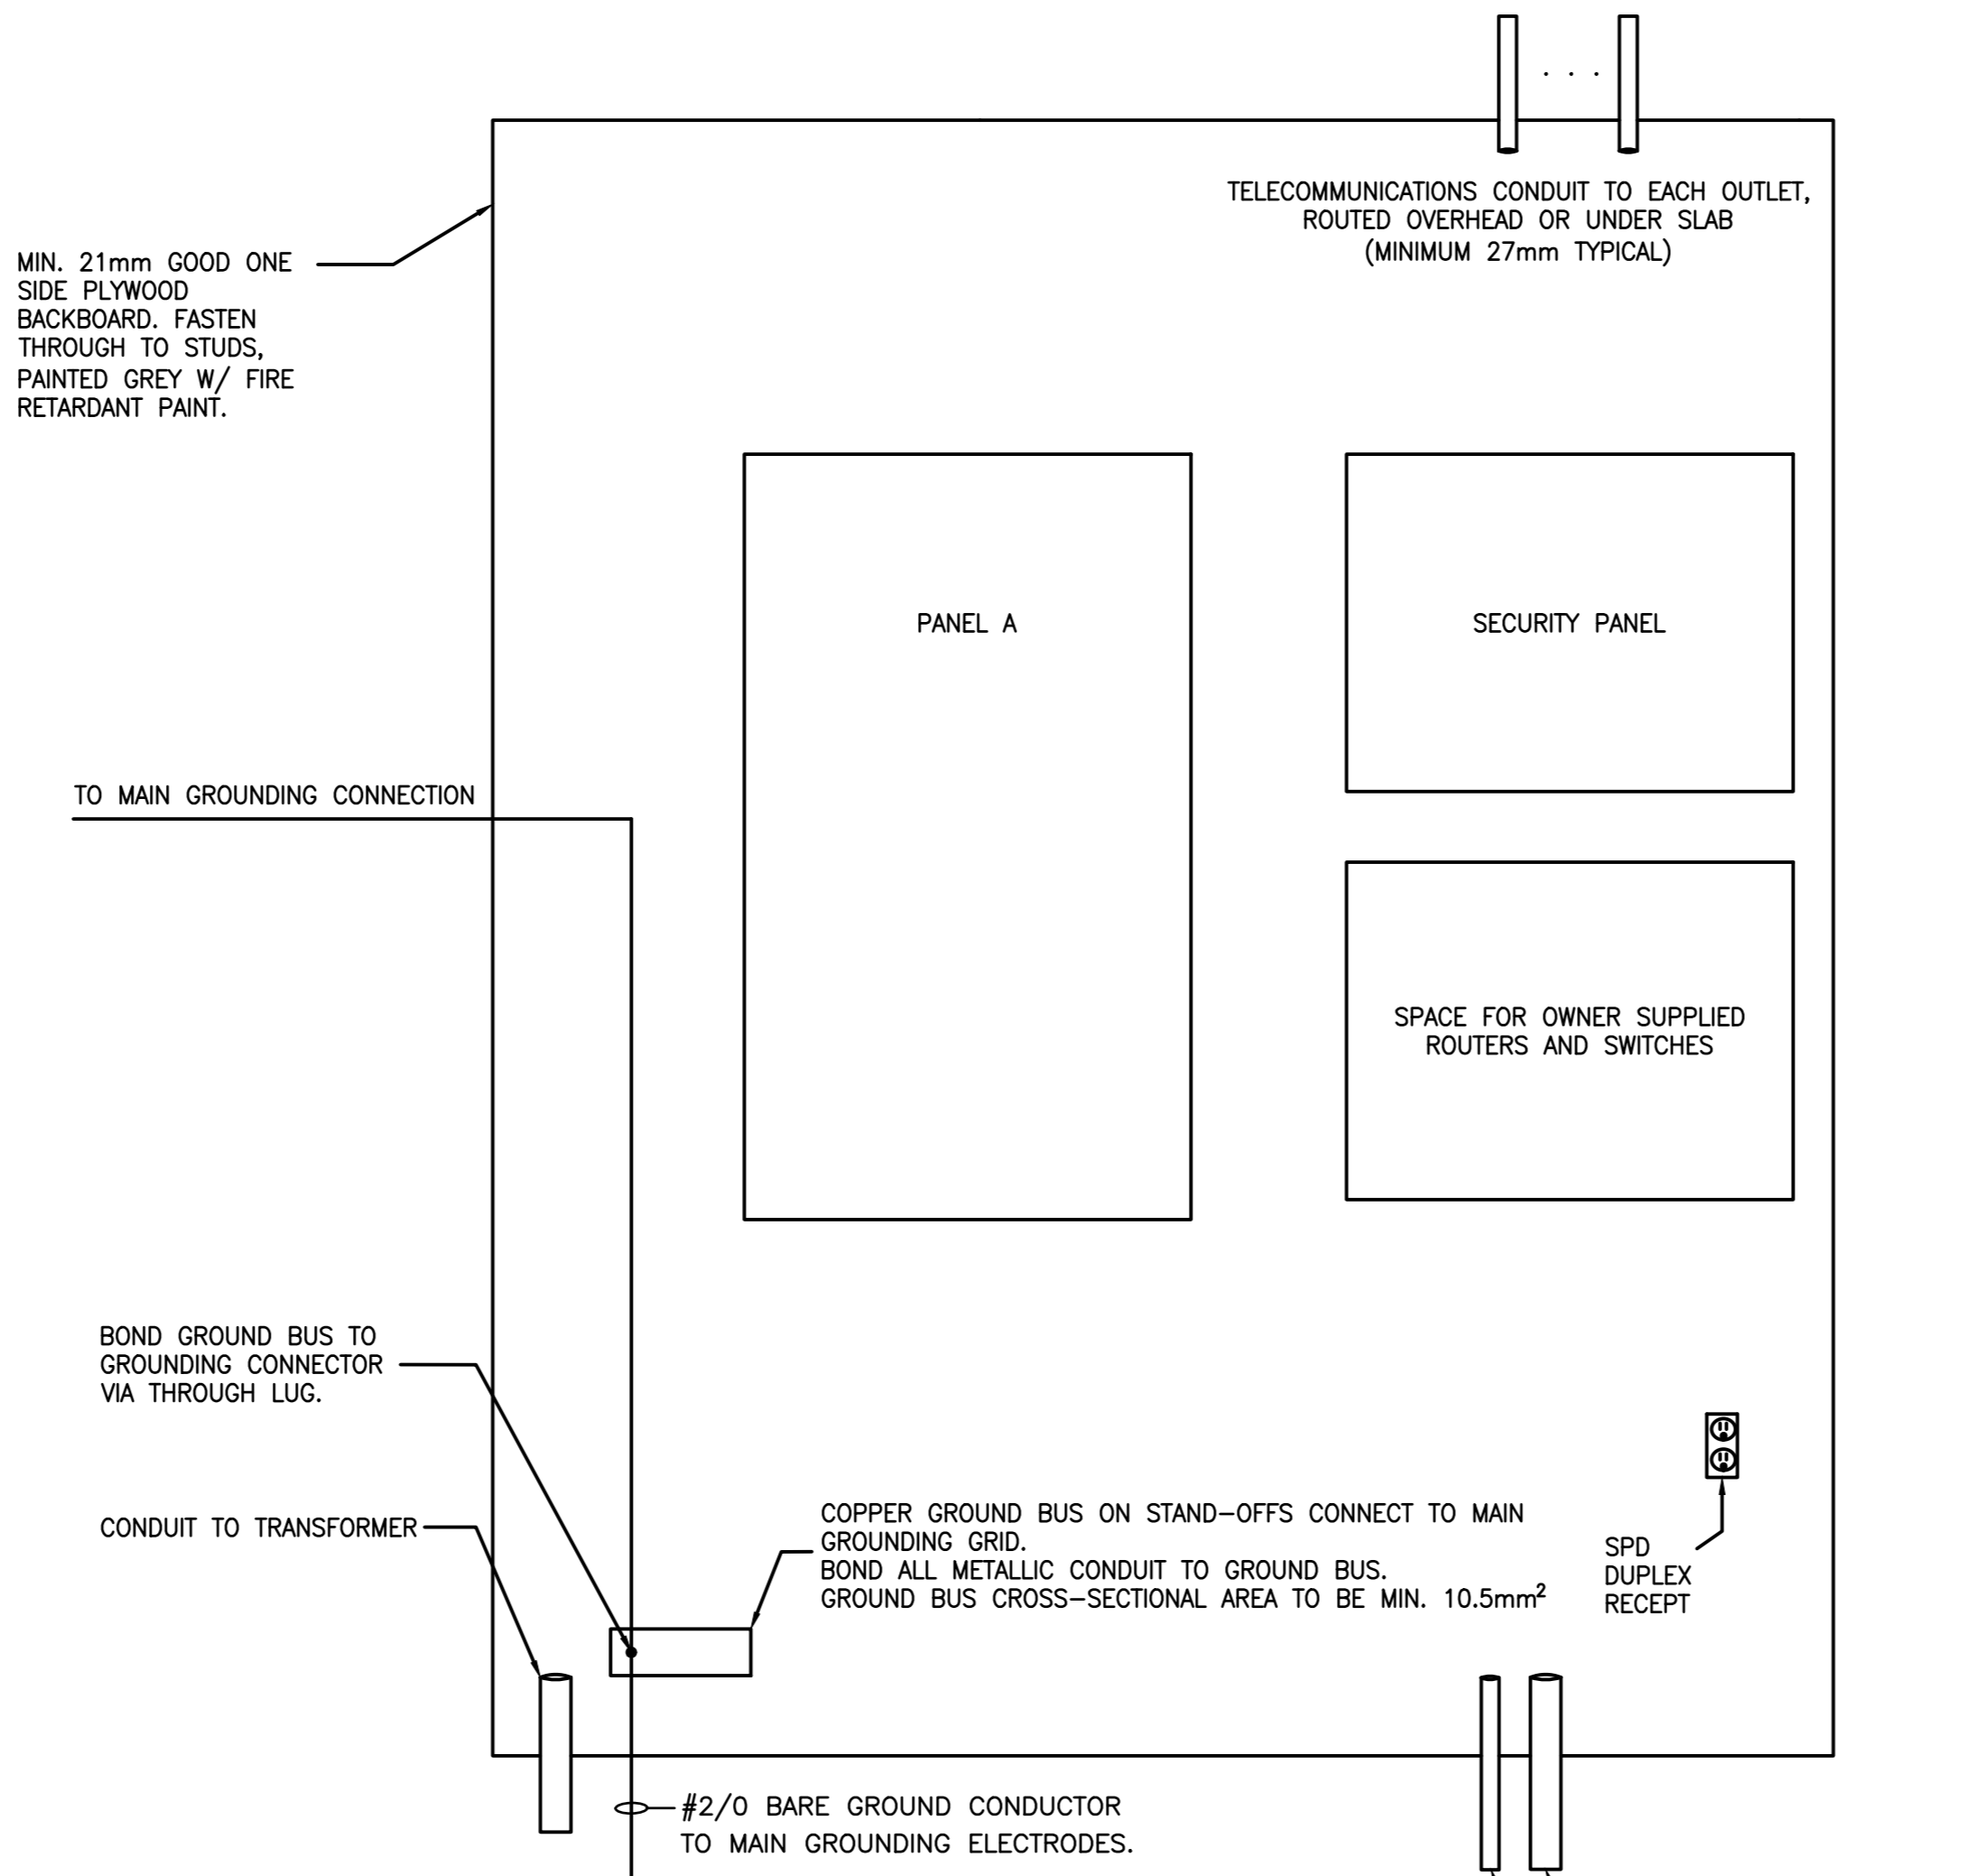 TELECOMMUNICATIONS CONDUIT TO EACH OUTLET,
ROUTED OVERHEAD OR UNDER SLAB
(MINIMUM 27mm TYPICAL)
MIN. 21mm GOOD ONE
SIDE PLYWOOD
BACKBOARD. FASTEN
THROUGH TO STUDS,
PAINTED GREY W/ FIRE
RETARDANT PAINT.
PANEL A
SECURITY PANEL
TO MAIN GROUNDING CONNECTION
SPACE FOR OWNER SUPPLIED
ROUTERS AND SWITCHES
BOND GROUND BUS TO
GROUNDING CONNECTOR
VIA THROUGH LUG.
CONDUIT TO TRANSFORMER
COPPER GROUND BUS ON STAND-OFFS CONNECT TO MAIN
GROUNDING GRID.
BOND ALL METALLIC CONDUIT TO GROUND BUS.
GROUND BUS CROSS-SECTIONAL AREA TO BE MIN. 10.5mm²
SPD
DUPLEX
RECEPT
#2/0 BARE GROUND CONDUCTOR
TO MAIN GROUNDING ELECTRODES.